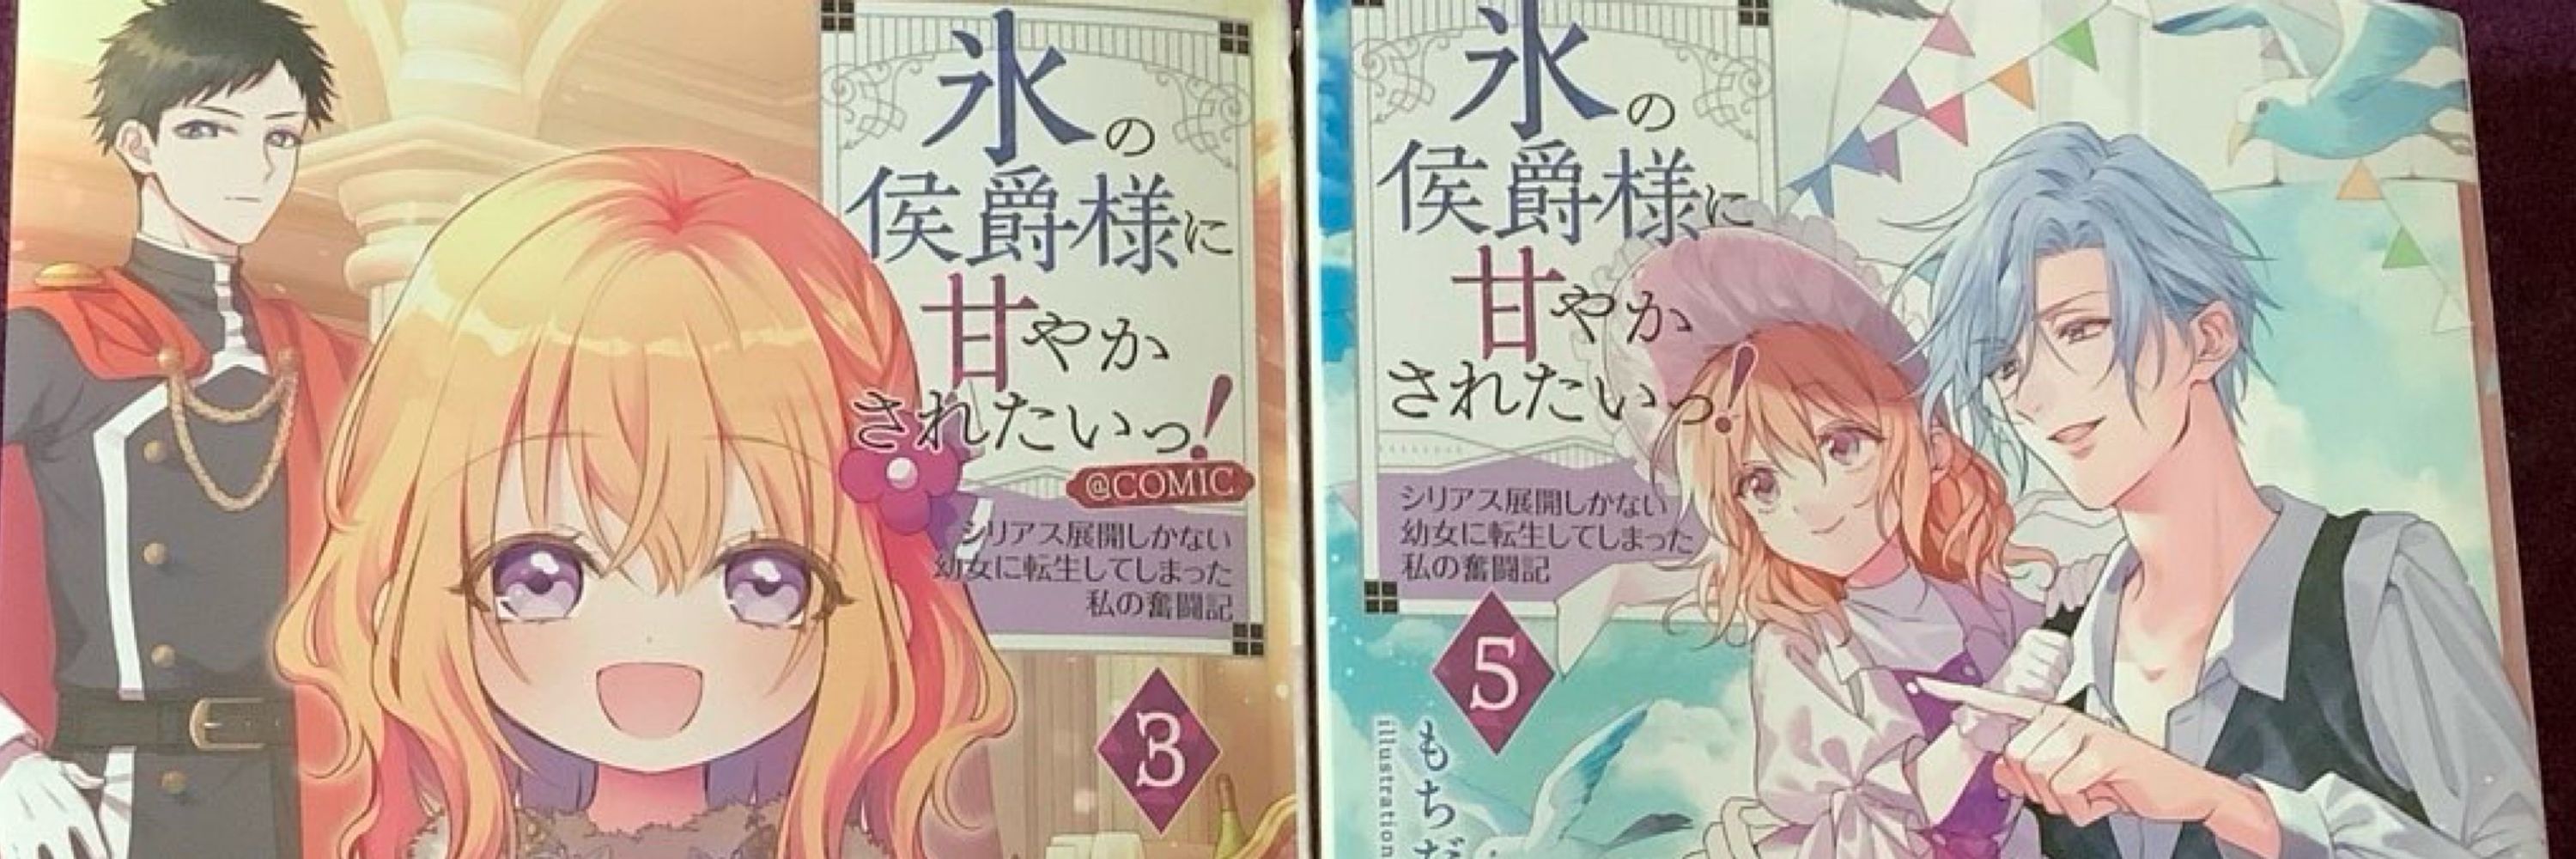 氷の
侯爵様に
甘やか
されたいっ!
@COMIC
シリアス展開しかない
幼女に転生してしまった
私の奮闘記
3
氷の
侯爵様に
甘やか
されたいっ!
シリアス展開しかない
幼女に転生してしまった
私の奮闘記
5
もちだ
illustration